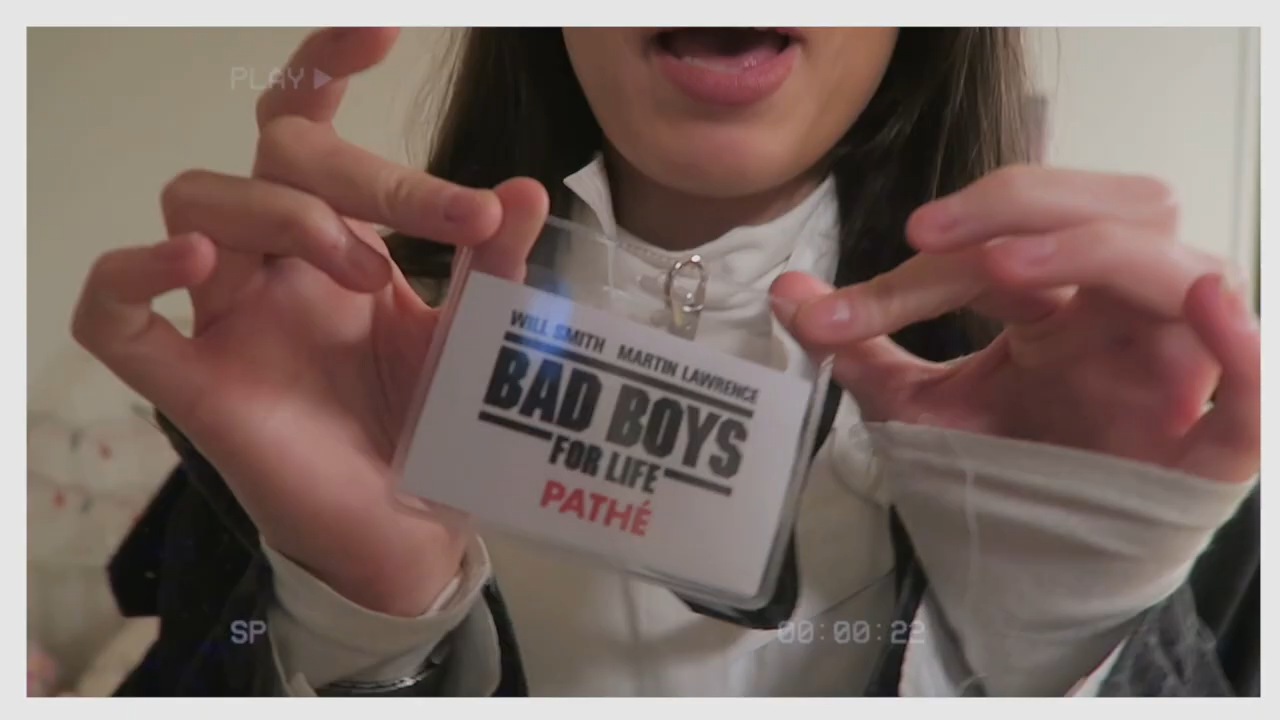 PLAY
WILL SMITH MARTIN LAWRENCE
BAD BOYS
FOR LIFE
PATHÉ
SP
00:00:22